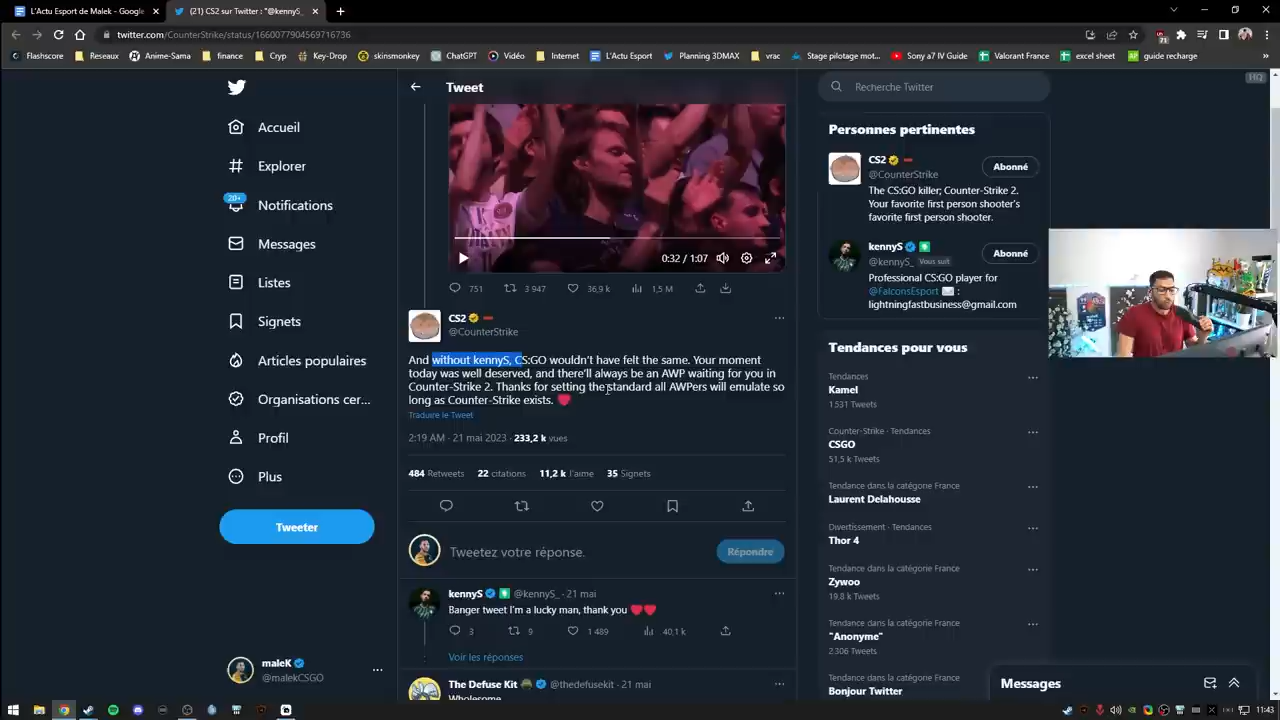 L'Actu Esport de Malek - Google
(21) CS2 sur Twitter : "@kennyS_
twitter.com/CounterStrike/status/1660077904569716736
Flashscore
Reseaux
Anime-Sama
finance
Cryp
Key-Drop
skinsmonkey
ChatGPT
Vidéo
Internet
L'Actu Esport
Planning 3DMAX
vrac
Stage pilotage mot...
Sony a7 IV Guide
Valorant France
excel sheet
guide recharge
HQ
Accueil
Explorer
20+
Notifications
Messages
Listes
Signets
Articles populaires
Organisations cer...
Profil
Plus
Tweeter
maleK
@malekCSGO
Tweet
0:32 / 1:07
751
3 947
36,9 k
1,5 M
CS2
@CounterStrike
And without kennyS, CS:GO wouldn't have felt the same. Your moment
today was well deserved, and there'll always be an AWP waiting for you in
Counter-Strike 2. Thanks for setting the standard all AWPers will emulate so
long as Counter-Strike exists.
Traduire le Tweet
2:19 AM · 21 mai 2023 · 233,2 k vues
484 Retweets 22 citations 11,2 k J'aime 35 Signets
Tweetez votre réponse.
Répondre
kennyS @kennyS_ · 21 mai
Banger tweet I'm a lucky man, thank you
3
9
1 489
40,1 k
Voir les réponses
The Defuse Kit @thedefusekit · 21 mai
Wholesome
Recherche Twitter
Personnes pertinentes
CS2
@CounterStrike
Abonné
The CS:GO killer; Counter-Strike 2.
Your favorite first person shooter's
favorite first person shooter.
kennyS
@kennyS_ Vous suit
Abonné
Professional CS:GO player for
@FalconsEsport :
lightningfastbusiness@gmail.com
Tendances pour vous
Tendances
Kamel
1 531 Tweets
Counter-Strike · Tendances
CSGO
51,5 k Tweets
Tendance dans la catégorie France
Laurent Delahousse
Divertissement · Tendances
Thor 4
Tendance dans la catégorie France
Zywoo
19.8 k Tweets
Tendance dans la catégorie France
"Anonyme"
2.306 Tweets
Tendance dans la catégorie France
Bonjour Twitter
Messages
11:43